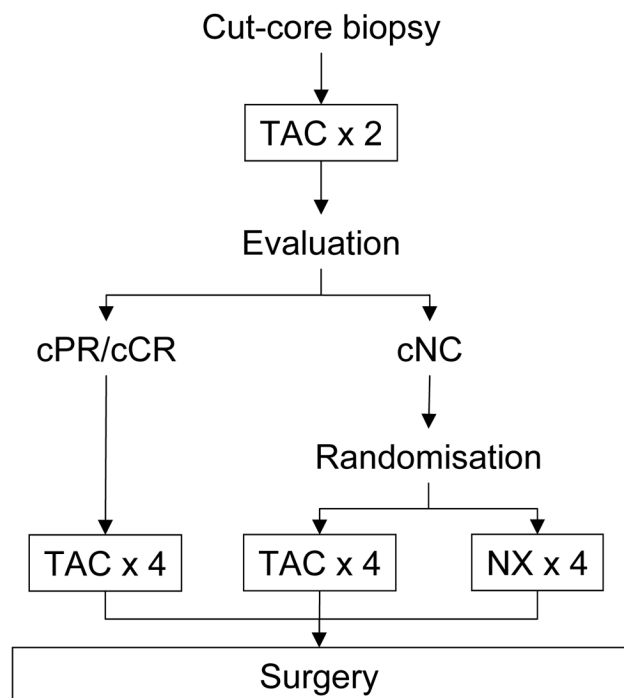 Cut-core biopsy
TAC x 2
Evaluation
cPR/cCR
cNC
Randomisation
TAC x 4
TAC x 4
NX x 4
Surgery